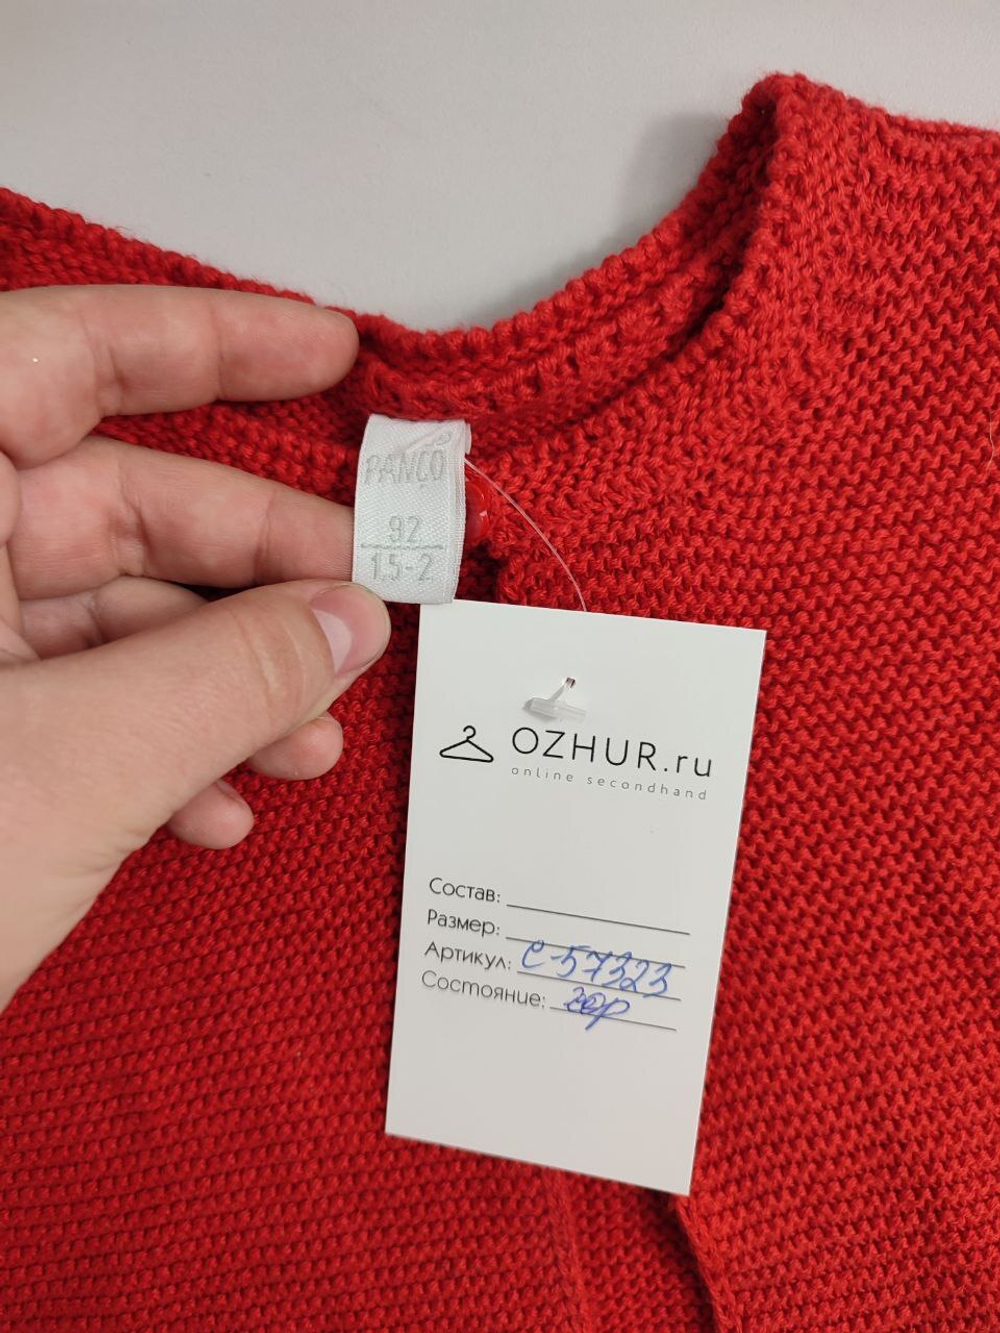 PANÇO
92
1,5-2
OZHUR.ru
online secondhand
Состав:
Размер:
Артикул: С-57323
Состояние: хор